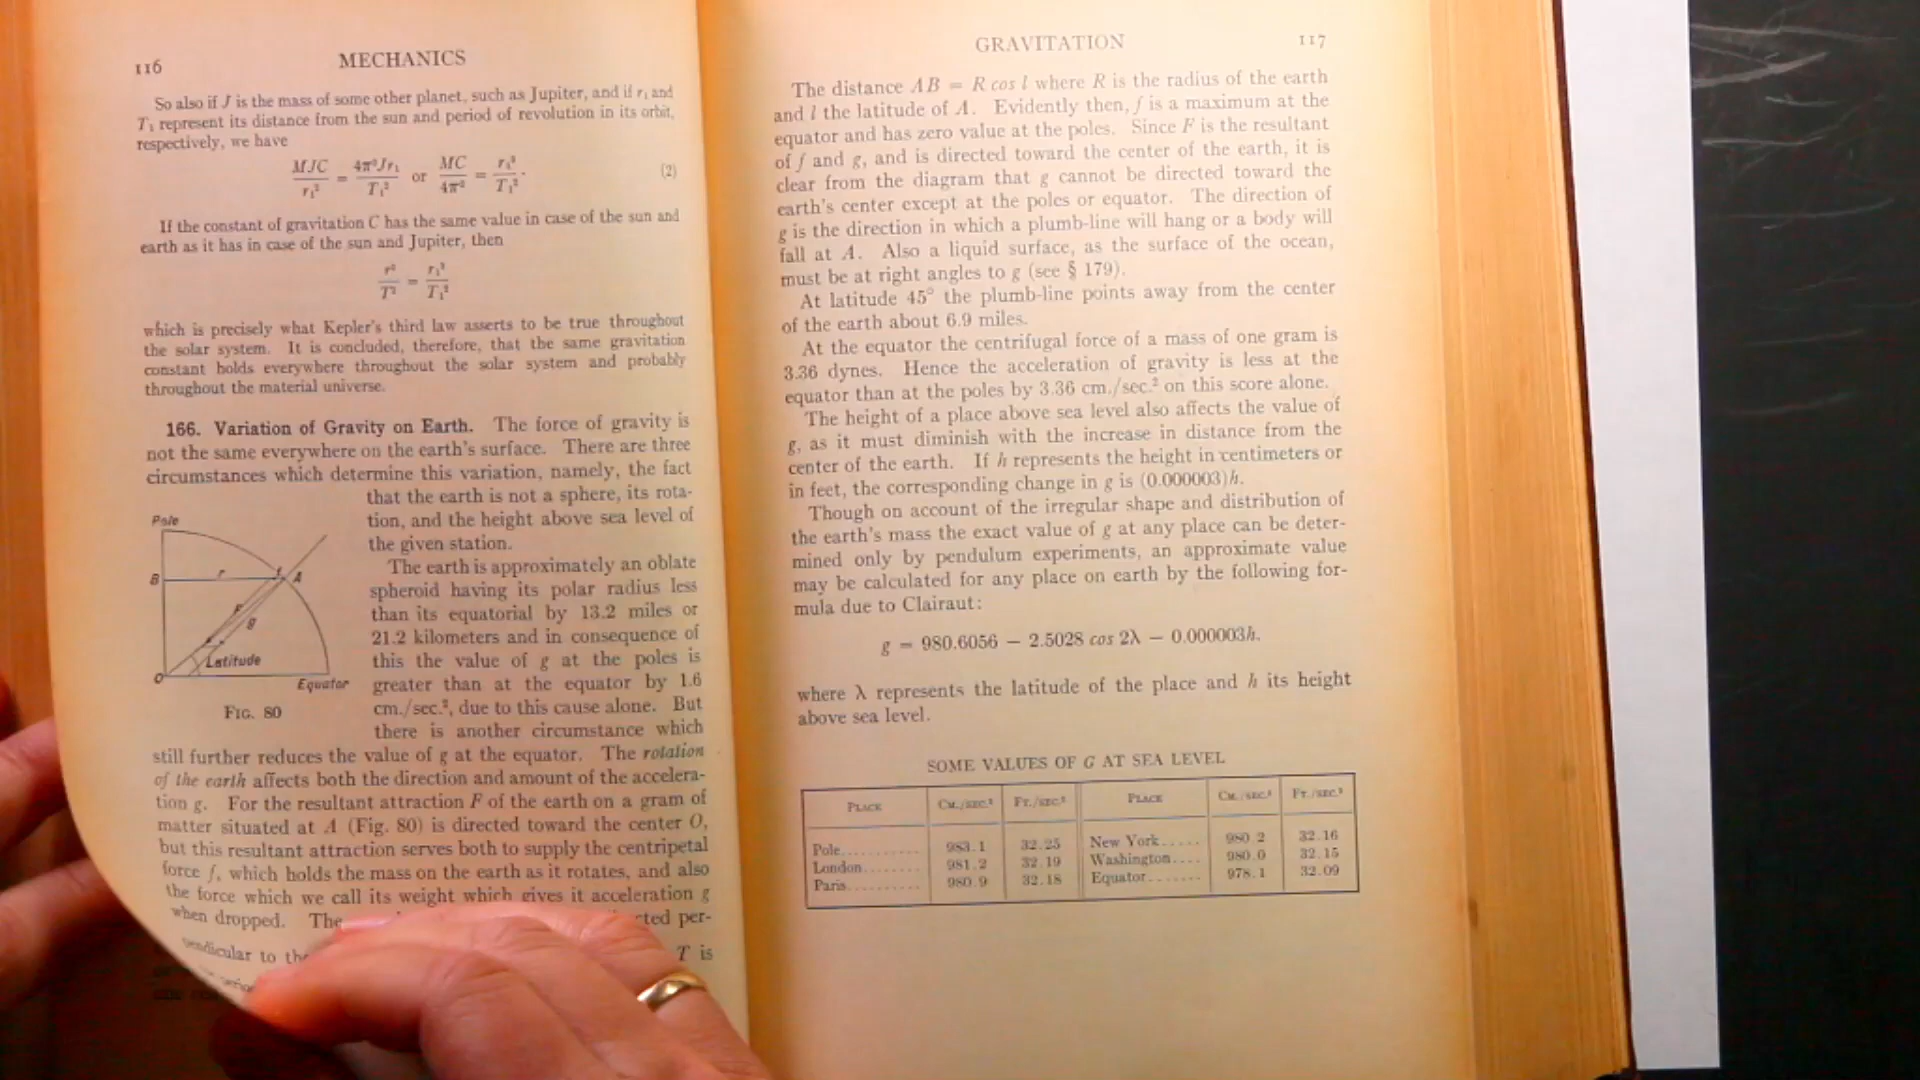 116
MECHANICS
So also if J is the mass of some other planet, such as Jupiter, and if r₁ and
T₁ represent its distance from the sun and period of revolution in its orbit,
respectively, we have
MJC/r₁² = 4π²Jr₁/T₁² or MC/4π² = r₁³/T₁². (2)
If the constant of gravitation C has the same value in case of the sun and
earth as it has in case of the sun and Jupiter, then
r³/T² = r₁³/T₁²
which is precisely what Kepler's third law asserts to be true throughout
the solar system. It is concluded, therefore, that the same gravitation
constant holds everywhere throughout the solar system and probably
throughout the material universe.
166. Variation of Gravity on Earth. The force of gravity is
not the same everywhere on the earth's surface. There are three
circumstances which determine this variation, namely, the fact
that the earth is not a sphere, its rota-
tion, and the height above sea level of
the given station.
The earth is approximately an oblate
spheroid having its polar radius less
than its equatorial by 13.2 miles or
21.2 kilometers and in consequence of
this the value of g at the poles is
greater than at the equator by 1.6
cm./sec.², due to this cause alone. But
there is another circumstance which
Pole
B r f A
F
g
Latitude
O Equator
FIG. 80
still further reduces the value of g at the equator. The rotation
of the earth affects both the direction and amount of the accelera-
tion g. For the resultant attraction F of the earth on a gram of
matter situated at A (Fig. 80) is directed toward the center O,
but this resultant attraction serves both to supply the centripetal
force f, which holds the mass on the earth as it rotates, and also
the force which we call its weight which gives it acceleration g
when dropped. The cted per-
pendicular to the T is
GRAVITATION
117
The distance AB = R cos l where R is the radius of the earth
and l the latitude of A. Evidently then, f is a maximum at the
equator and has zero value at the poles. Since F is the resultant
of f and g, and is directed toward the center of the earth, it is
clear from the diagram that g cannot be directed toward the
earth's center except at the poles or equator. The direction of
g is the direction in which a plumb-line will hang or a body will
fall at A. Also a liquid surface, as the surface of the ocean,
must be at right angles to g (see § 179).
At latitude 45° the plumb-line points away from the center
of the earth about 6.9 miles.
At the equator the centrifugal force of a mass of one gram is
3.36 dynes. Hence the acceleration of gravity is less at the
equator than at the poles by 3.36 cm./sec.² on this score alone.
The height of a place above sea level also affects the value of
g, as it must diminish with the increase in distance from the
center of the earth. If h represents the height in centimeters or
in feet, the corresponding change in g is (0.000003)h.
Though on account of the irregular shape and distribution of
the earth's mass the exact value of g at any place can be deter-
mined only by pendulum experiments, an approximate value
may be calculated for any place on earth by the following for-
mula due to Clairaut:
g = 980.6056 − 2.5028 cos 2λ − 0.000003h.
where λ represents the latitude of the place and h its height
above sea level.
SOME VALUES OF G AT SEA LEVEL
PLACE CM./SEC.² FT./SEC.² PLACE CM./SEC.² FT./SEC.²
Pole.......... 983.1 32.25 New York..... 980.2 32.16
London........ 981.2 32.19 Washington.... 980.0 32.15
Paris.......... 980.9 32.18 Equator....... 978.1 32.09